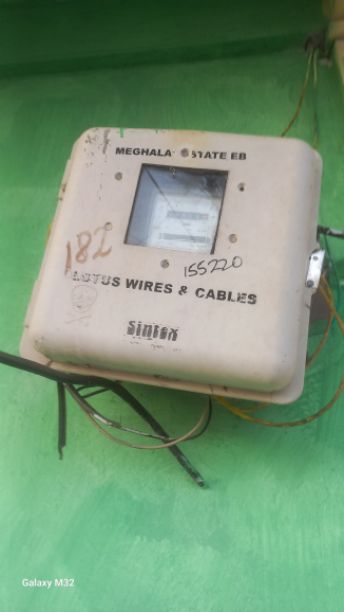 MEGHALA STATE EB
182
155220
LOTUS WIRES & CABLES
Sintex
Galaxy M32